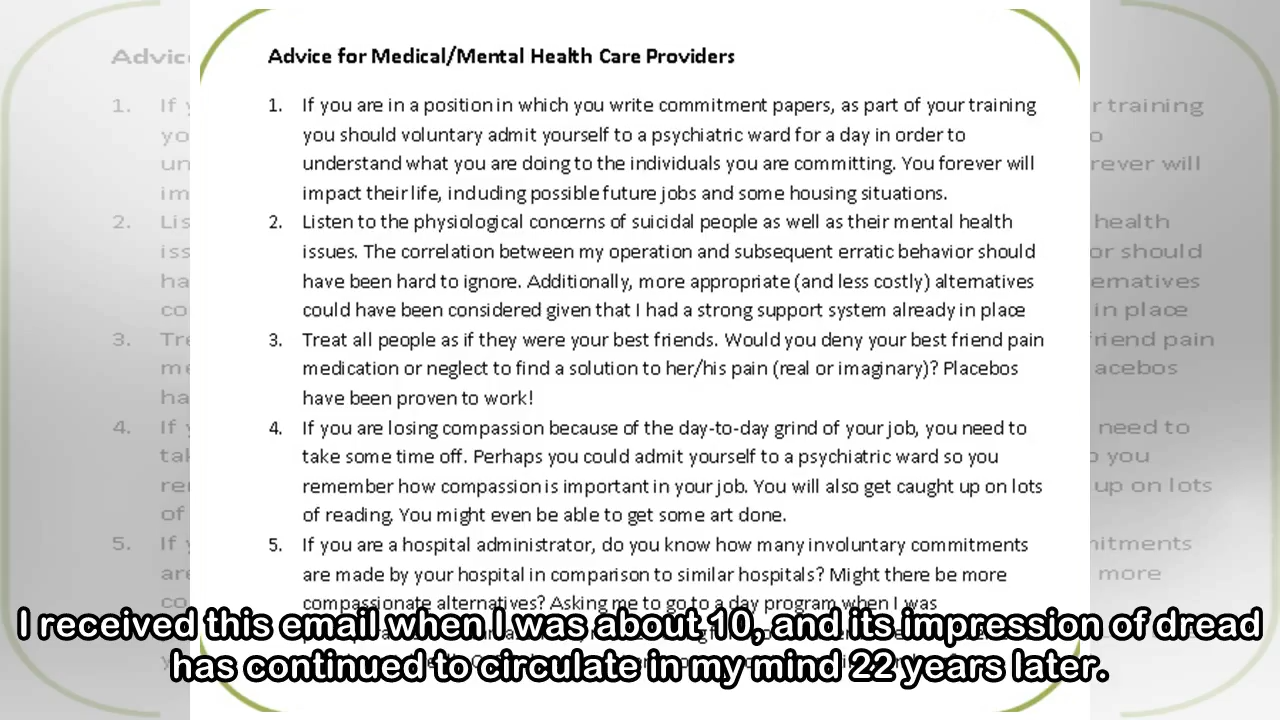 Advice for Medical/Mental Health Care Providers
1. If you are in a position in which you write commitment papers, as part of your training
you should voluntary admit yourself to a psychiatric ward for a day in order to
understand what you are doing to the individuals you are committing. You forever will
impact their life, including possible future jobs and some housing situations.
2. Listen to the physiological concerns of suicidal people as well as their mental health
issues. The correlation between my operation and subsequent erratic behavior should
have been hard to ignore. Additionally, more appropriate (and less costly) alternatives
could have been considered given that I had a strong support system already in place
3. Treat all people as if they were your best friends. Would you deny your best friend pain
medication or neglect to find a solution to her/his pain (real or imaginary)? Placebos
have been proven to work!
4. If you are losing compassion because of the day-to-day grind of your job, you need to
take some time off. Perhaps you could admit yourself to a psychiatric ward so you
remember how compassion is important in your job. You will also get caught up on lots
of reading. You might even be able to get some art done.
5. If you are a hospital administrator, do you know how many involuntary commitments
are made by your hospital in comparison to similar hospitals? Might there be more
compassionate alternatives? Asking me to go to a day program when I was
I received this email when I was about 10, and its impression of dread
has continued to circulate in my mind 22 years later.